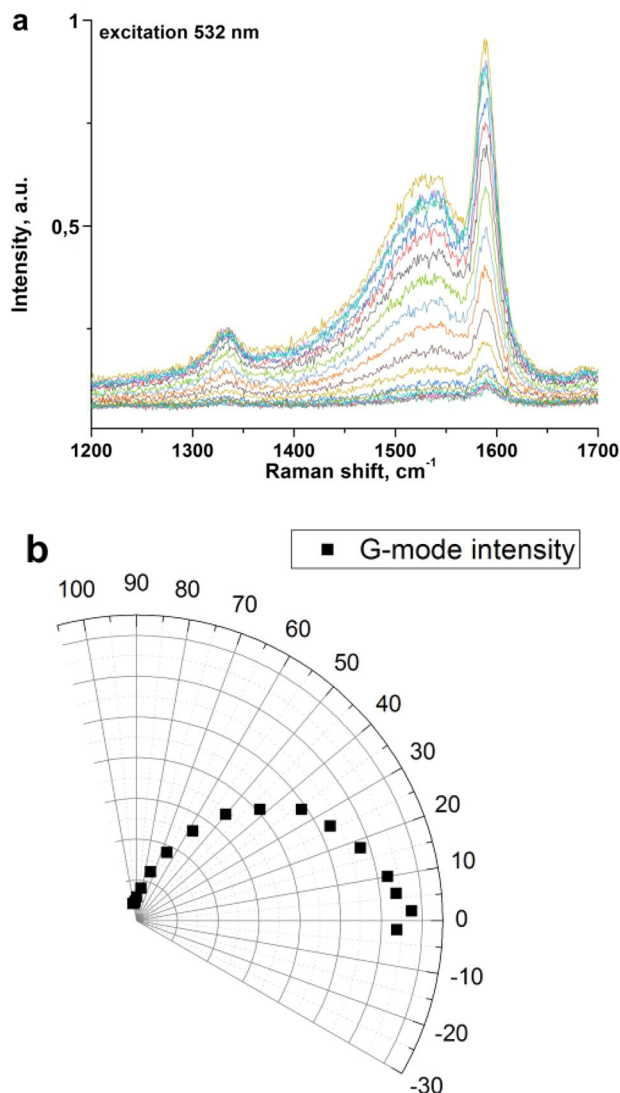 a
excitation 532 nm
1
0,5
Intensity, a.u.
1200 1300 1400 1500 1600 1700
Raman shift, cm⁻¹
b
G-mode intensity
100 90 80 70 60 50 40 30 20 10 0 -10 -20 -30